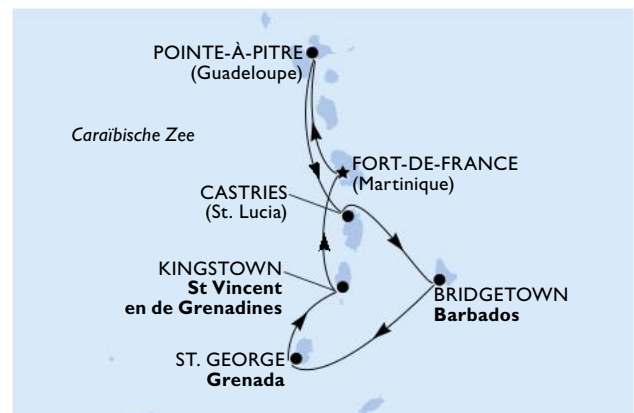 POINTE-À-PITRE
(Guadeloupe)
Caraïbische Zee
FORT-DE-FRANCE
(Martinique)
CASTRIES
(St. Lucia)
KINGSTOWN
St Vincent
en de Grenadines
BRIDGETOWN
Barbados
ST. GEORGE
Grenada